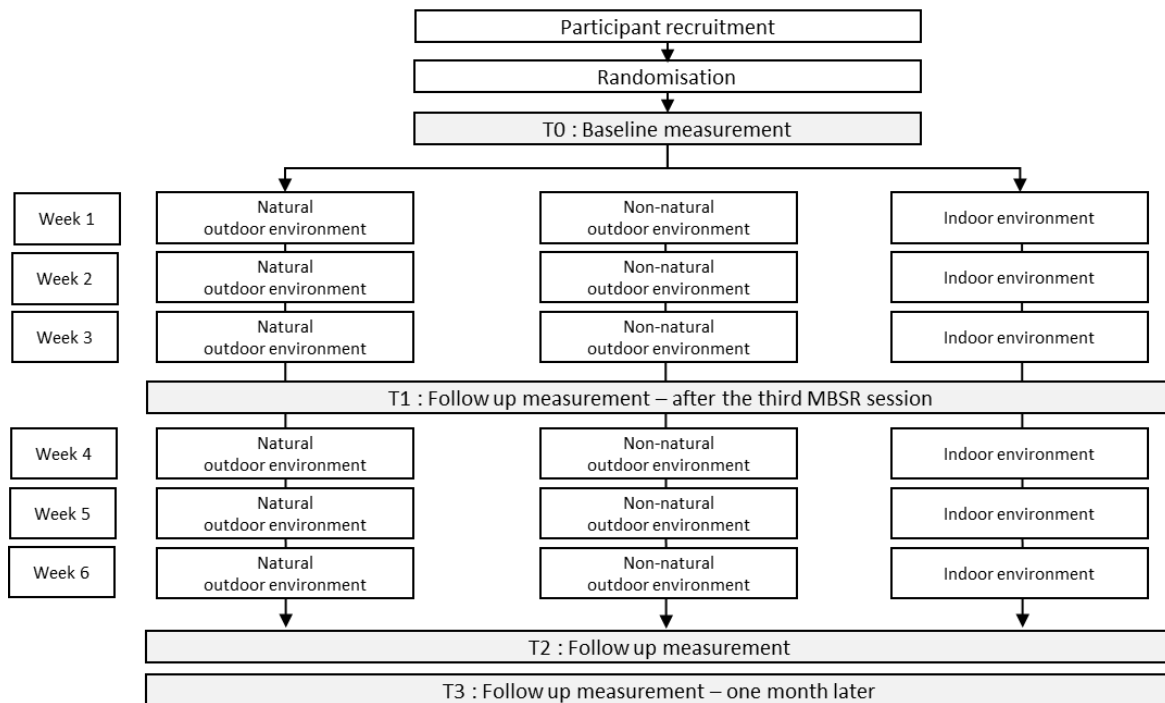 Participant recruitment
Randomisation
T0 : Baseline measurement
Week 1
Natural
outdoor environment
Non-natural
outdoor environment
Indoor environment
Week 2
Natural
outdoor environment
Non-natural
outdoor environment
Indoor environment
Week 3
Natural
outdoor environment
Non-natural
outdoor environment
Indoor environment
T1 : Follow up measurement – after the third MBSR session
Week 4
Natural
outdoor environment
Non-natural
outdoor environment
Indoor environment
Week 5
Natural
outdoor environment
Non-natural
outdoor environment
Indoor environment
Week 6
Natural
outdoor environment
Non-natural
outdoor environment
Indoor environment
T2 : Follow up measurement
T3 : Follow up measurement – one month later